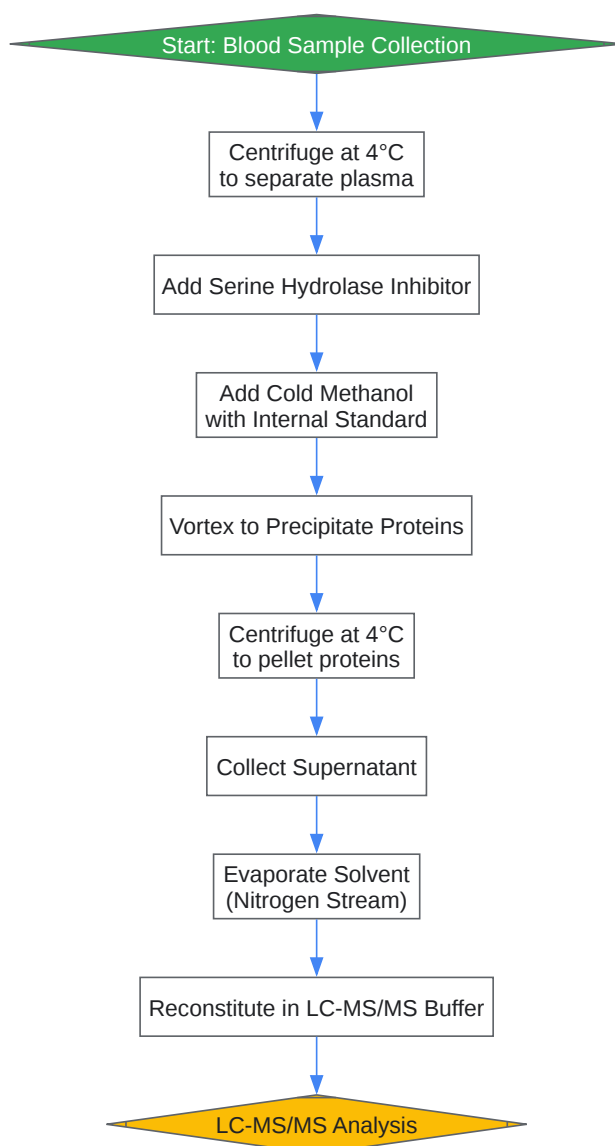 Start: Blood Sample Collection
Centrifuge at 4°C
to separate plasma
Add Serine Hydrolase Inhibitor
Add Cold Methanol
with Internal Standard
Vortex to Precipitate Proteins
Centrifuge at 4°C
to pellet proteins
Collect Supernatant
Evaporate Solvent
(Nitrogen Stream)
Reconstitute in LC-MS/MS Buffer
LC-MS/MS Analysis